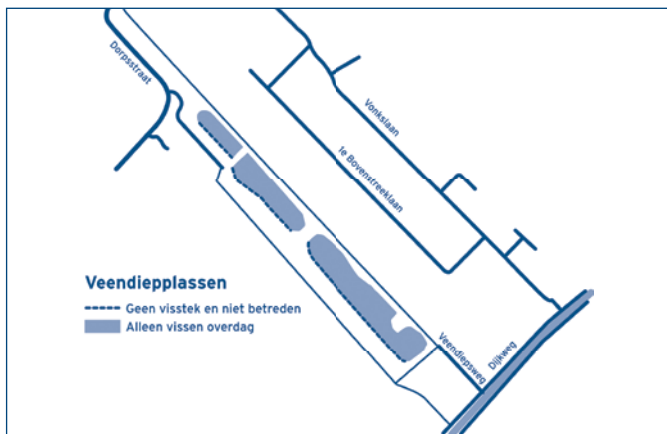 Dorpsstraat
Vonkslaan
1e Bovenstreeklaan
Veendiepplassen
Geen visstek en niet betreden
Alleen vissen overdag
Veendiepsweg
Dijkweg